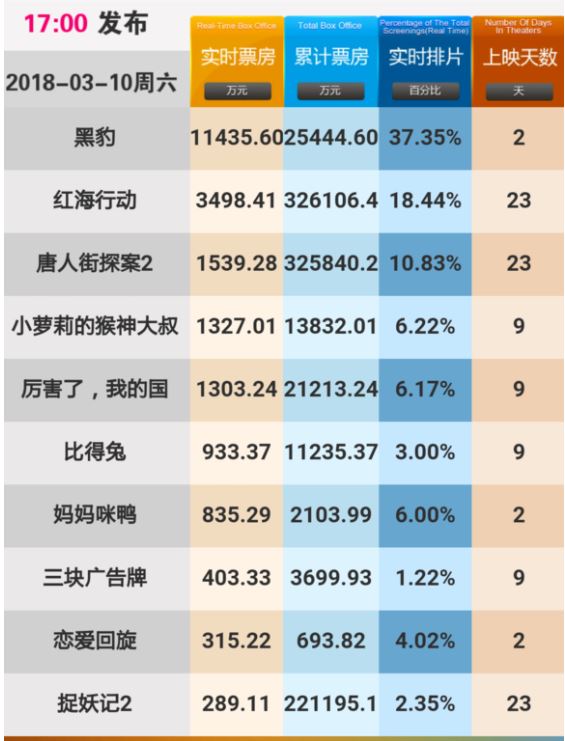 17:00 发布
2018-03-10周六
Real-Time Box Office
实时票房
万元
Total Box Office
累计票房
万元
Percentage of The Total
Screenings(Real Time)
实时排片
百分比
Number Of Days
In Theaters
上映天数
天
黑豹 11435.60 25444.60 37.35% 2
红海行动 3498.41 326106.4 18.44% 23
唐人街探案2 1539.28 325840.2 10.83% 23
小萝莉的猴神大叔 1327.01 13832.01 6.22% 9
厉害了，我的国 1303.24 21213.24 6.17% 9
比得兔 933.37 11235.37 3.00% 9
妈妈咪鸭 835.29 2103.99 6.00% 2
三块广告牌 403.33 3699.93 1.22% 9
恋爱回旋 315.22 693.82 4.02% 2
捉妖记2 289.11 221195.1 2.35% 23